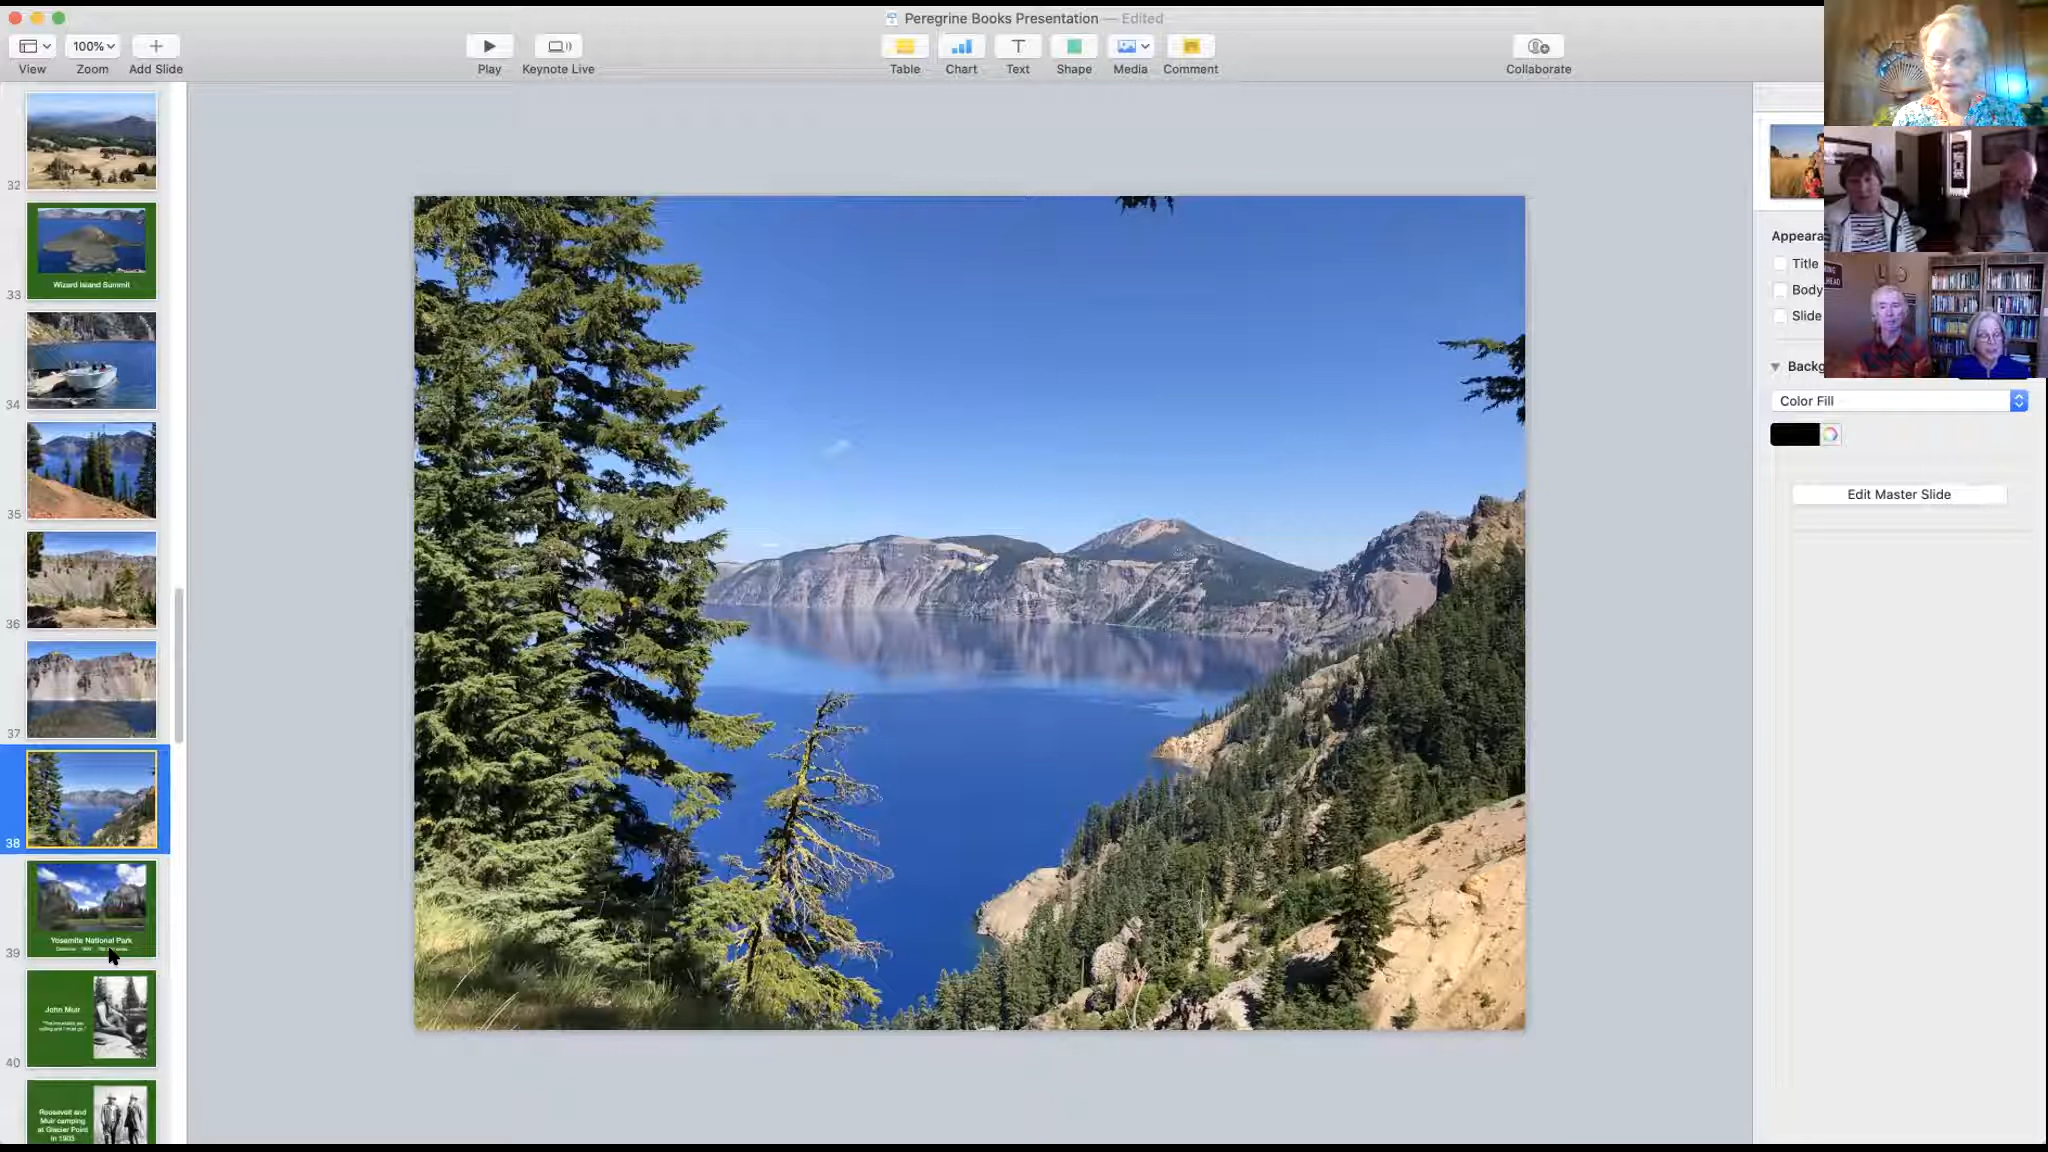 Peregrine Books Presentation — Edited
View
100%
Zoom
Add Slide
Play
Keynote Live
Table
Chart
Text
Shape
Media
Comment
Collaborate
32
Wizard Island Summit
33
34
35
36
37
38
Yosemite National Park
39
John Muir
40
Roosevelt and
Muir camping
at Glacier Point
in 1903
Appeara
Title
Body
Slide
Backg
Color Fill
Edit Master Slide